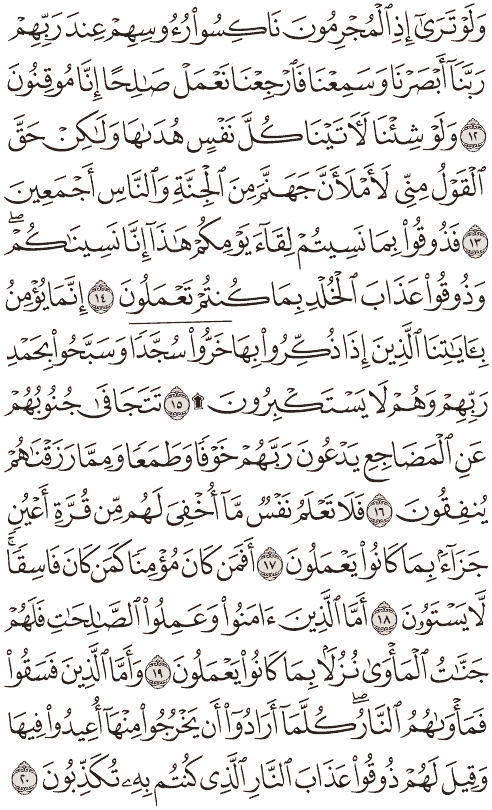 وَلَوْ تَرَىٰٓ إِذِ ٱلْمُجْرِمُونَ نَاكِسُوا۟ رُءُوسِهِمْ عِندَ رَبِّهِمْ
رَبَّنَآ أَبْصَرْنَا وَسَمِعْنَا فَٱرْجِعْنَا نَعْمَلْ صَٰلِحًا إِنَّا مُوقِنُونَ
١٢ وَلَوْ شِئْنَا لَءَاتَيْنَا كُلَّ نَفْسٍ هُدَىٰهَا وَلَٰكِنْ حَقَّ
ٱلْقَوْلُ مِنِّى لَأَمْلَأَنَّ جَهَنَّمَ مِنَ ٱلْجِنَّةِ وَٱلنَّاسِ أَجْمَعِينَ
١٣ فَذُوقُوا۟ بِمَا نَسِيتُمْ لِقَآءَ يَوْمِكُمْ هَٰذَآ إِنَّا نَسِينَٰكُمْ ۖ
وَذُوقُوا۟ عَذَابَ ٱلْخُلْدِ بِمَا كُنتُمْ تَعْمَلُونَ ١٤ إِنَّمَا يُؤْمِنُ
بِـَٔايَٰتِنَا ٱلَّذِينَ إِذَا ذُكِّرُوا۟ بِهَا خَرُّوا۟ سُجَّدًا وَسَبَّحُوا۟ بِحَمْدِ
رَبِّهِمْ وَهُمْ لَا يَسْتَكْبِرُونَ ۩ ١٥ تَتَجَافَىٰ جُنُوبُهُمْ
عَنِ ٱلْمَضَاجِعِ يَدْعُونَ رَبَّهُمْ خَوْفًا وَطَمَعًا وَمِمَّا رَزَقْنَٰهُمْ
يُنفِقُونَ ١٦ فَلَا تَعْلَمُ نَفْسٌ مَّآ أُخْفِىَ لَهُم مِّن قُرَّةِ أَعْيُنٍ
جَزَآءًۢ بِمَا كَانُوا۟ يَعْمَلُونَ ١٧ أَفَمَن كَانَ مُؤْمِنًا كَمَن كَانَ فَاسِقًا ۚ
لَّا يَسْتَوُۥنَ ١٨ أَمَّا ٱلَّذِينَ ءَامَنُوا۟ وَعَمِلُوا۟ ٱلصَّٰلِحَٰتِ فَلَهُمْ
جَنَّٰتُ ٱلْمَأْوَىٰ نُزُلًۢا بِمَا كَانُوا۟ يَعْمَلُونَ ١٩ وَأَمَّا ٱلَّذِينَ فَسَقُوا۟
فَمَأْوَىٰهُمُ ٱلنَّارُ ۖ كُلَّمَآ أَرَادُوٓا۟ أَن يَخْرُجُوا۟ مِنْهَآ أُعِيدُوا۟ فِيهَا
وَقِيلَ لَهُمْ ذُوقُوا۟ عَذَابَ ٱلنَّارِ ٱلَّذِى كُنتُم بِهِۦ تُكَذِّبُونَ ٢٠